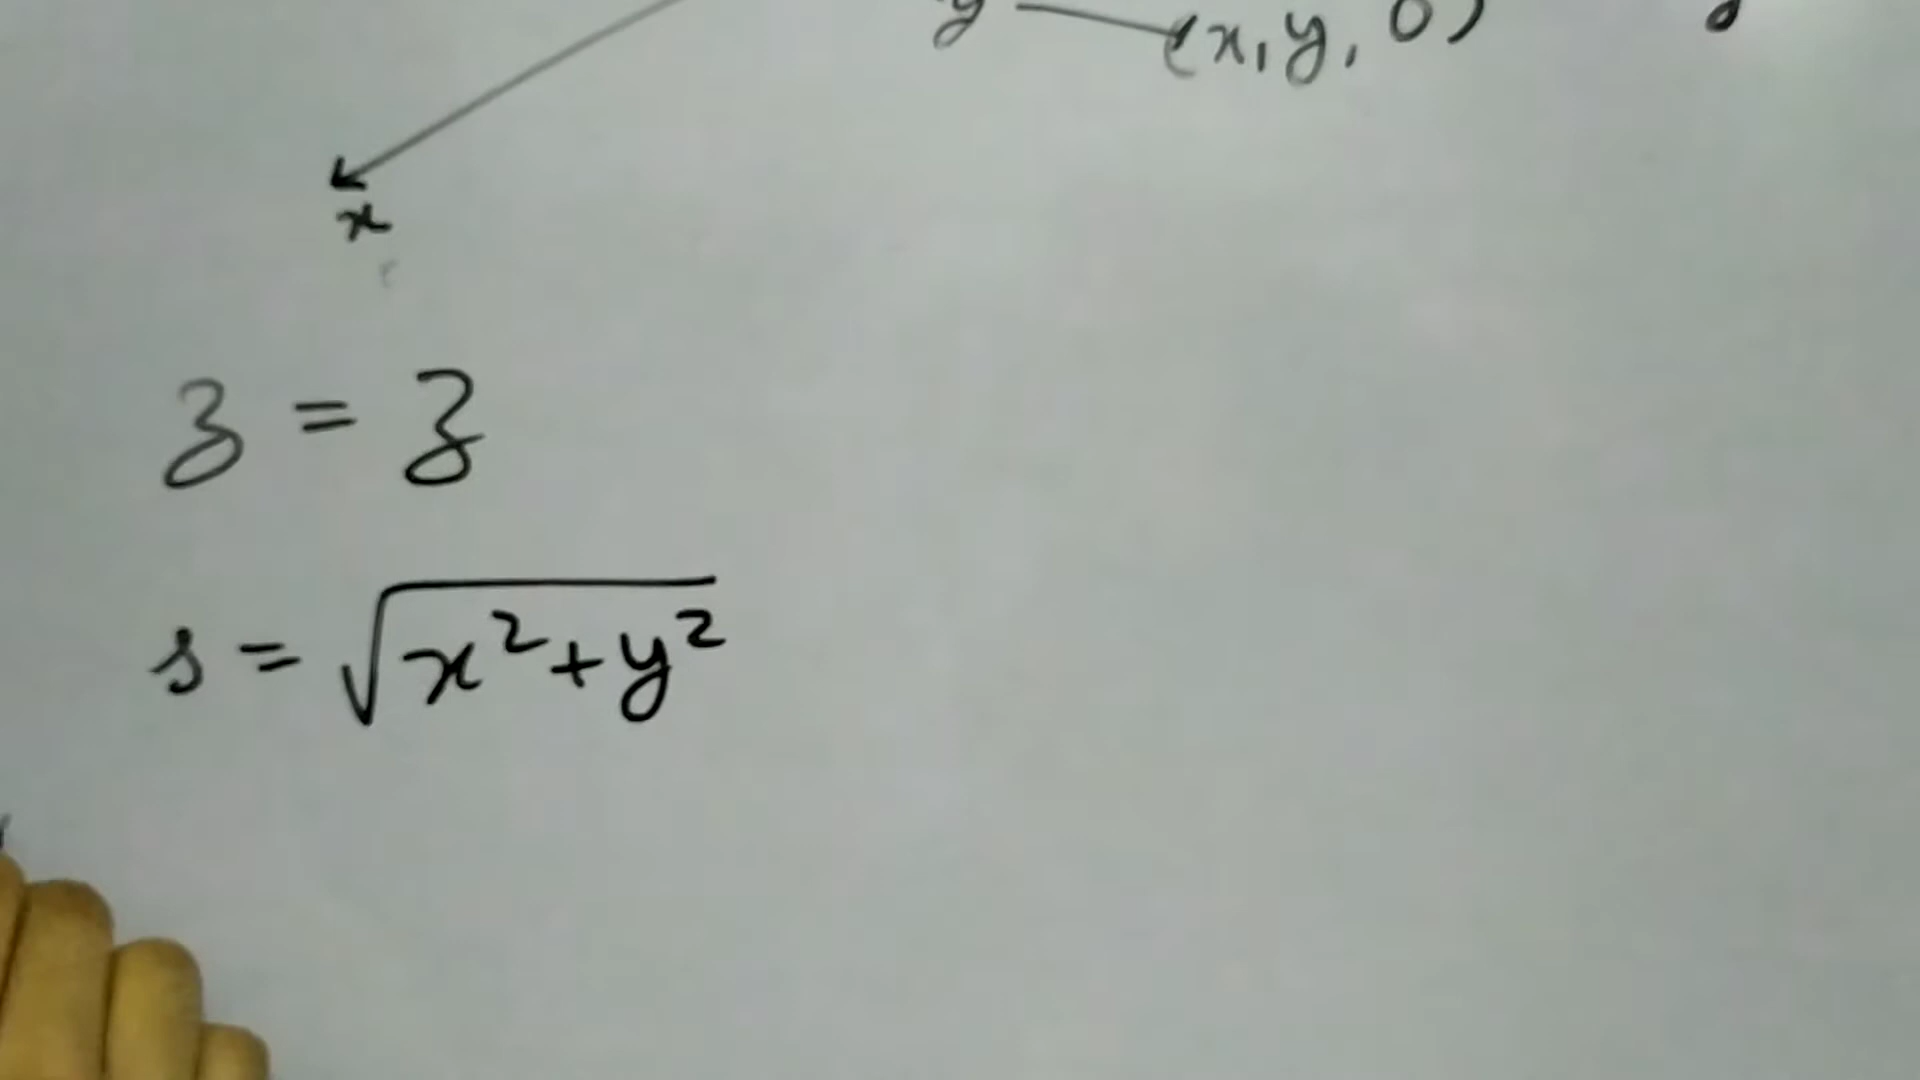 y (x, y, 0)
x
z = z
s = √x²+y²